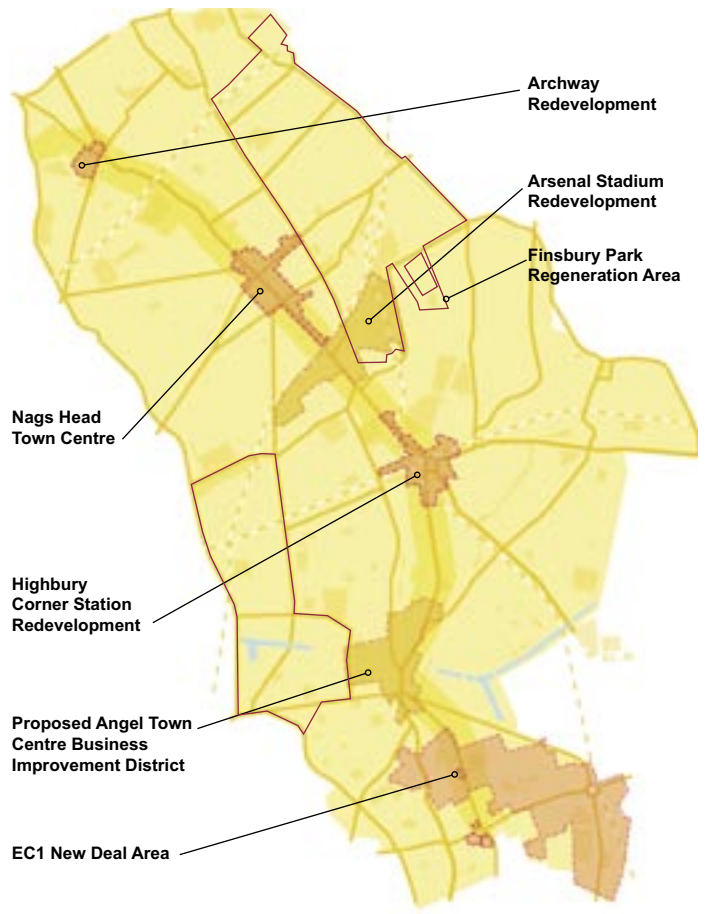 Archway
Redevelopment
Arsenal Stadium
Redevelopment
Finsbury Park
Regeneration Area
Nags Head
Town Centre
Highbury
Corner Station
Redevelopment
Proposed Angel Town
Centre Business
Improvement District
EC1 New Deal Area